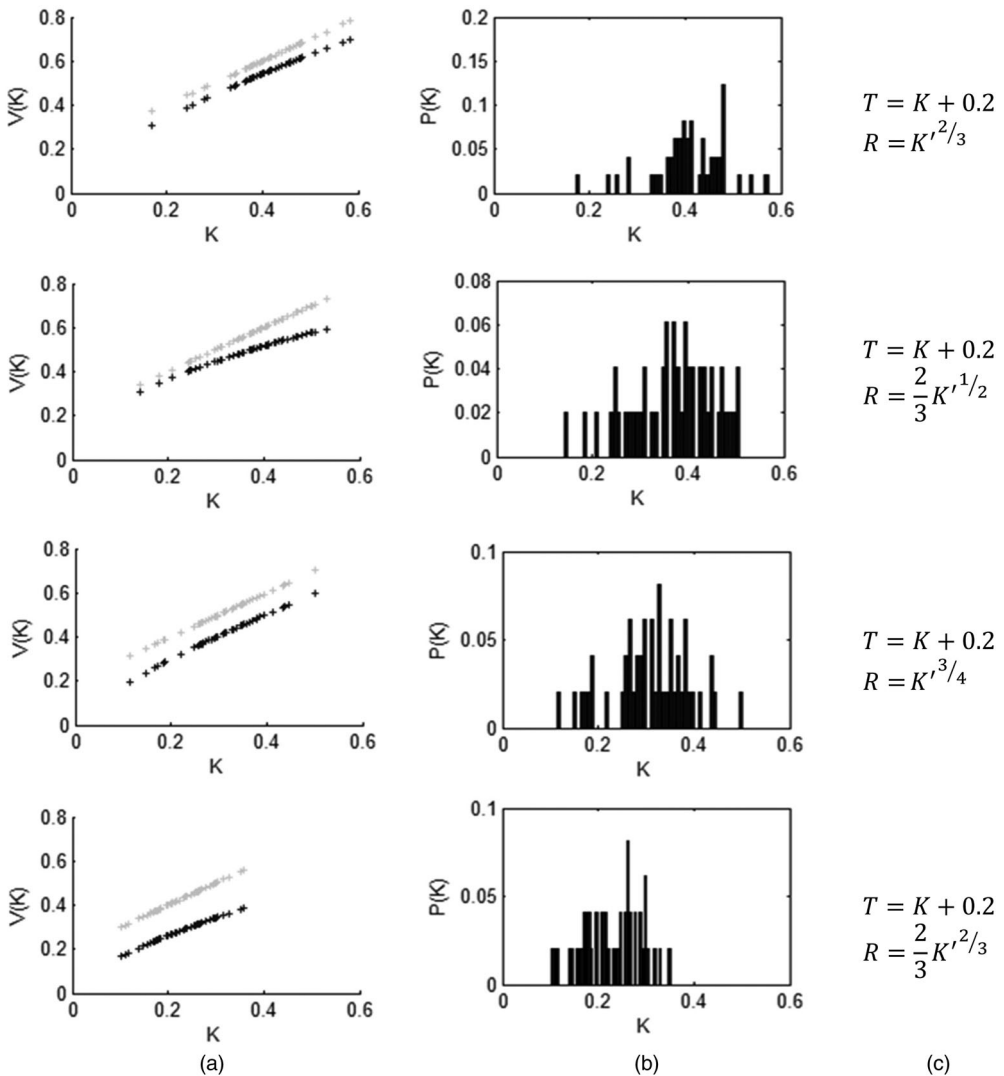 0.8
0.6
0.4
0.2
0
V(K)
0 0.2 0.4 0.6
K
0.2
0.15
0.1
0.05
0
P(K)
0 0.2 0.4 0.6
K
T = K + 0.2
R = K′^2/3
0.8
0.6
0.4
0.2
0
V(K)
0 0.2 0.4 0.6
K
0.08
0.06
0.04
0.02
0
P(K)
0 0.2 0.4 0.6
K
T = K + 0.2
R = 2/3 K′^1/2
0.8
0.6
0.4
0.2
0
V(K)
0 0.2 0.4 0.6
K
0.1
0.05
0
P(K)
0 0.2 0.4 0.6
K
T = K + 0.2
R = K′^3/4
0.8
0.6
0.4
0.2
0
V(K)
0 0.2 0.4 0.6
K
0.1
0.05
0
P(K)
0 0.2 0.4 0.6
K
T = K + 0.2
R = 2/3 K′^2/3
(a) (b) (c)